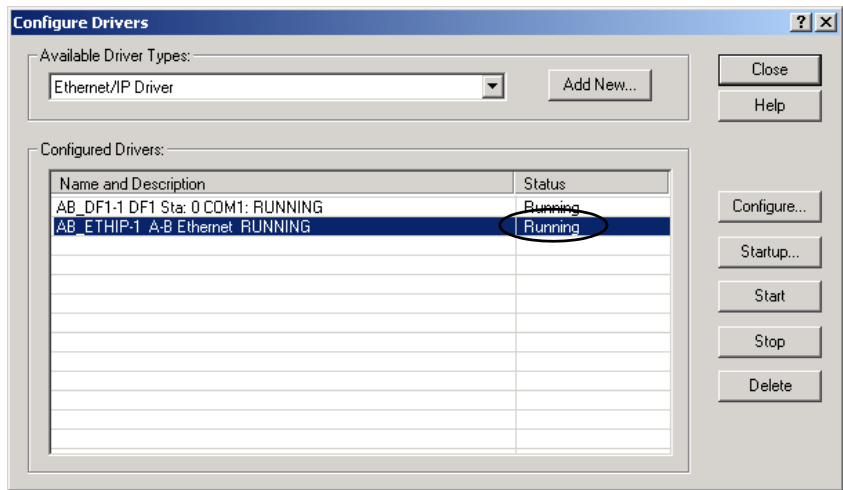 Configure Drivers
Available Driver Types:
Ethernet/IP Driver
Add New...
Close
Help
Configured Drivers:
Name and Description Status
AB_DF1-1 DF1 Sta: 0 COM1: RUNNING Running
AB_ETHIP-1 A-B Ethernet RUNNING Running
Configure...
Startup...
Start
Stop
Delete